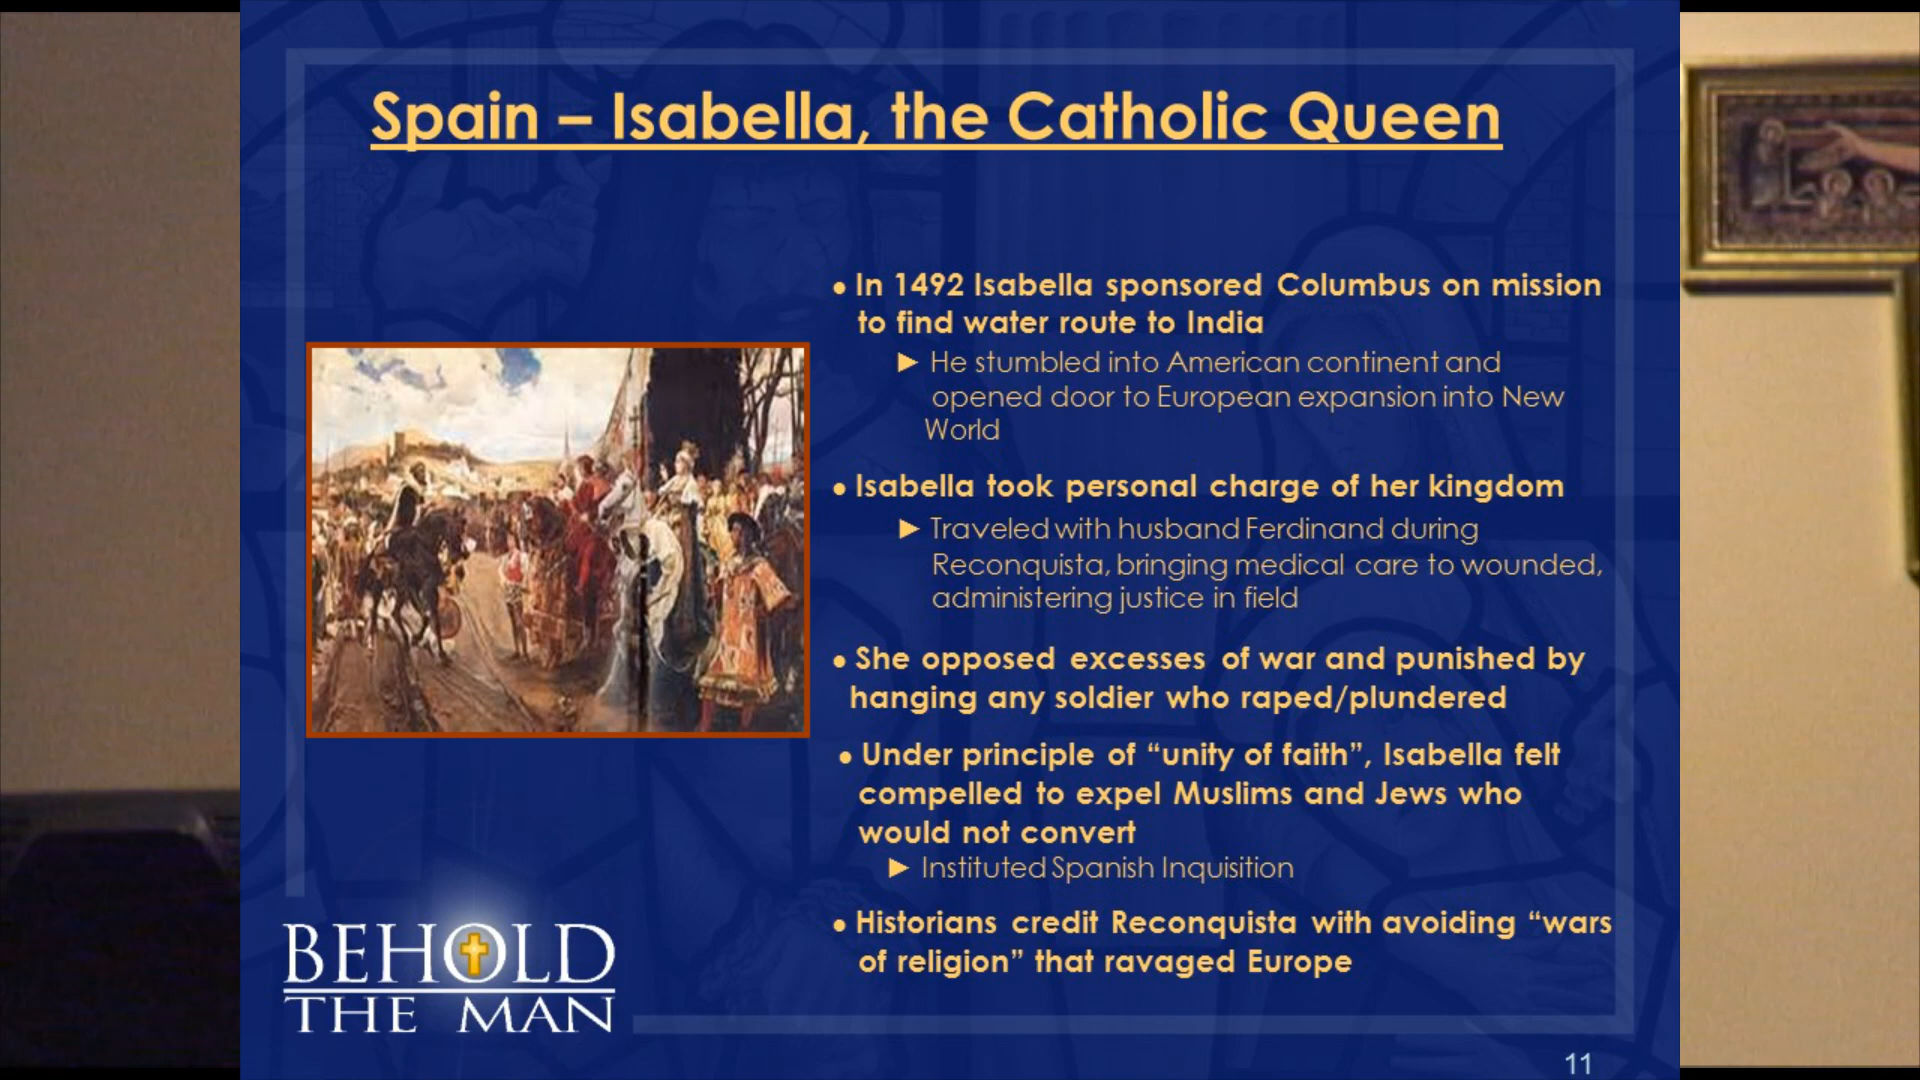 Spain – Isabella, the Catholic Queen
• In 1492 Isabella sponsored Columbus on mission
to find water route to India
► He stumbled into American continent and
opened door to European expansion into New
World
• Isabella took personal charge of her kingdom
► Traveled with husband Ferdinand during
Reconquista, bringing medical care to wounded,
administering justice in field
• She opposed excesses of war and punished by
hanging any soldier who raped/plundered
• Under principle of “unity of faith”, Isabella felt
compelled to expel Muslims and Jews who
would not convert
► Instituted Spanish Inquisition
• Historians credit Reconquista with avoiding “wars
of religion” that ravaged Europe
BEHOLD
THE MAN
11